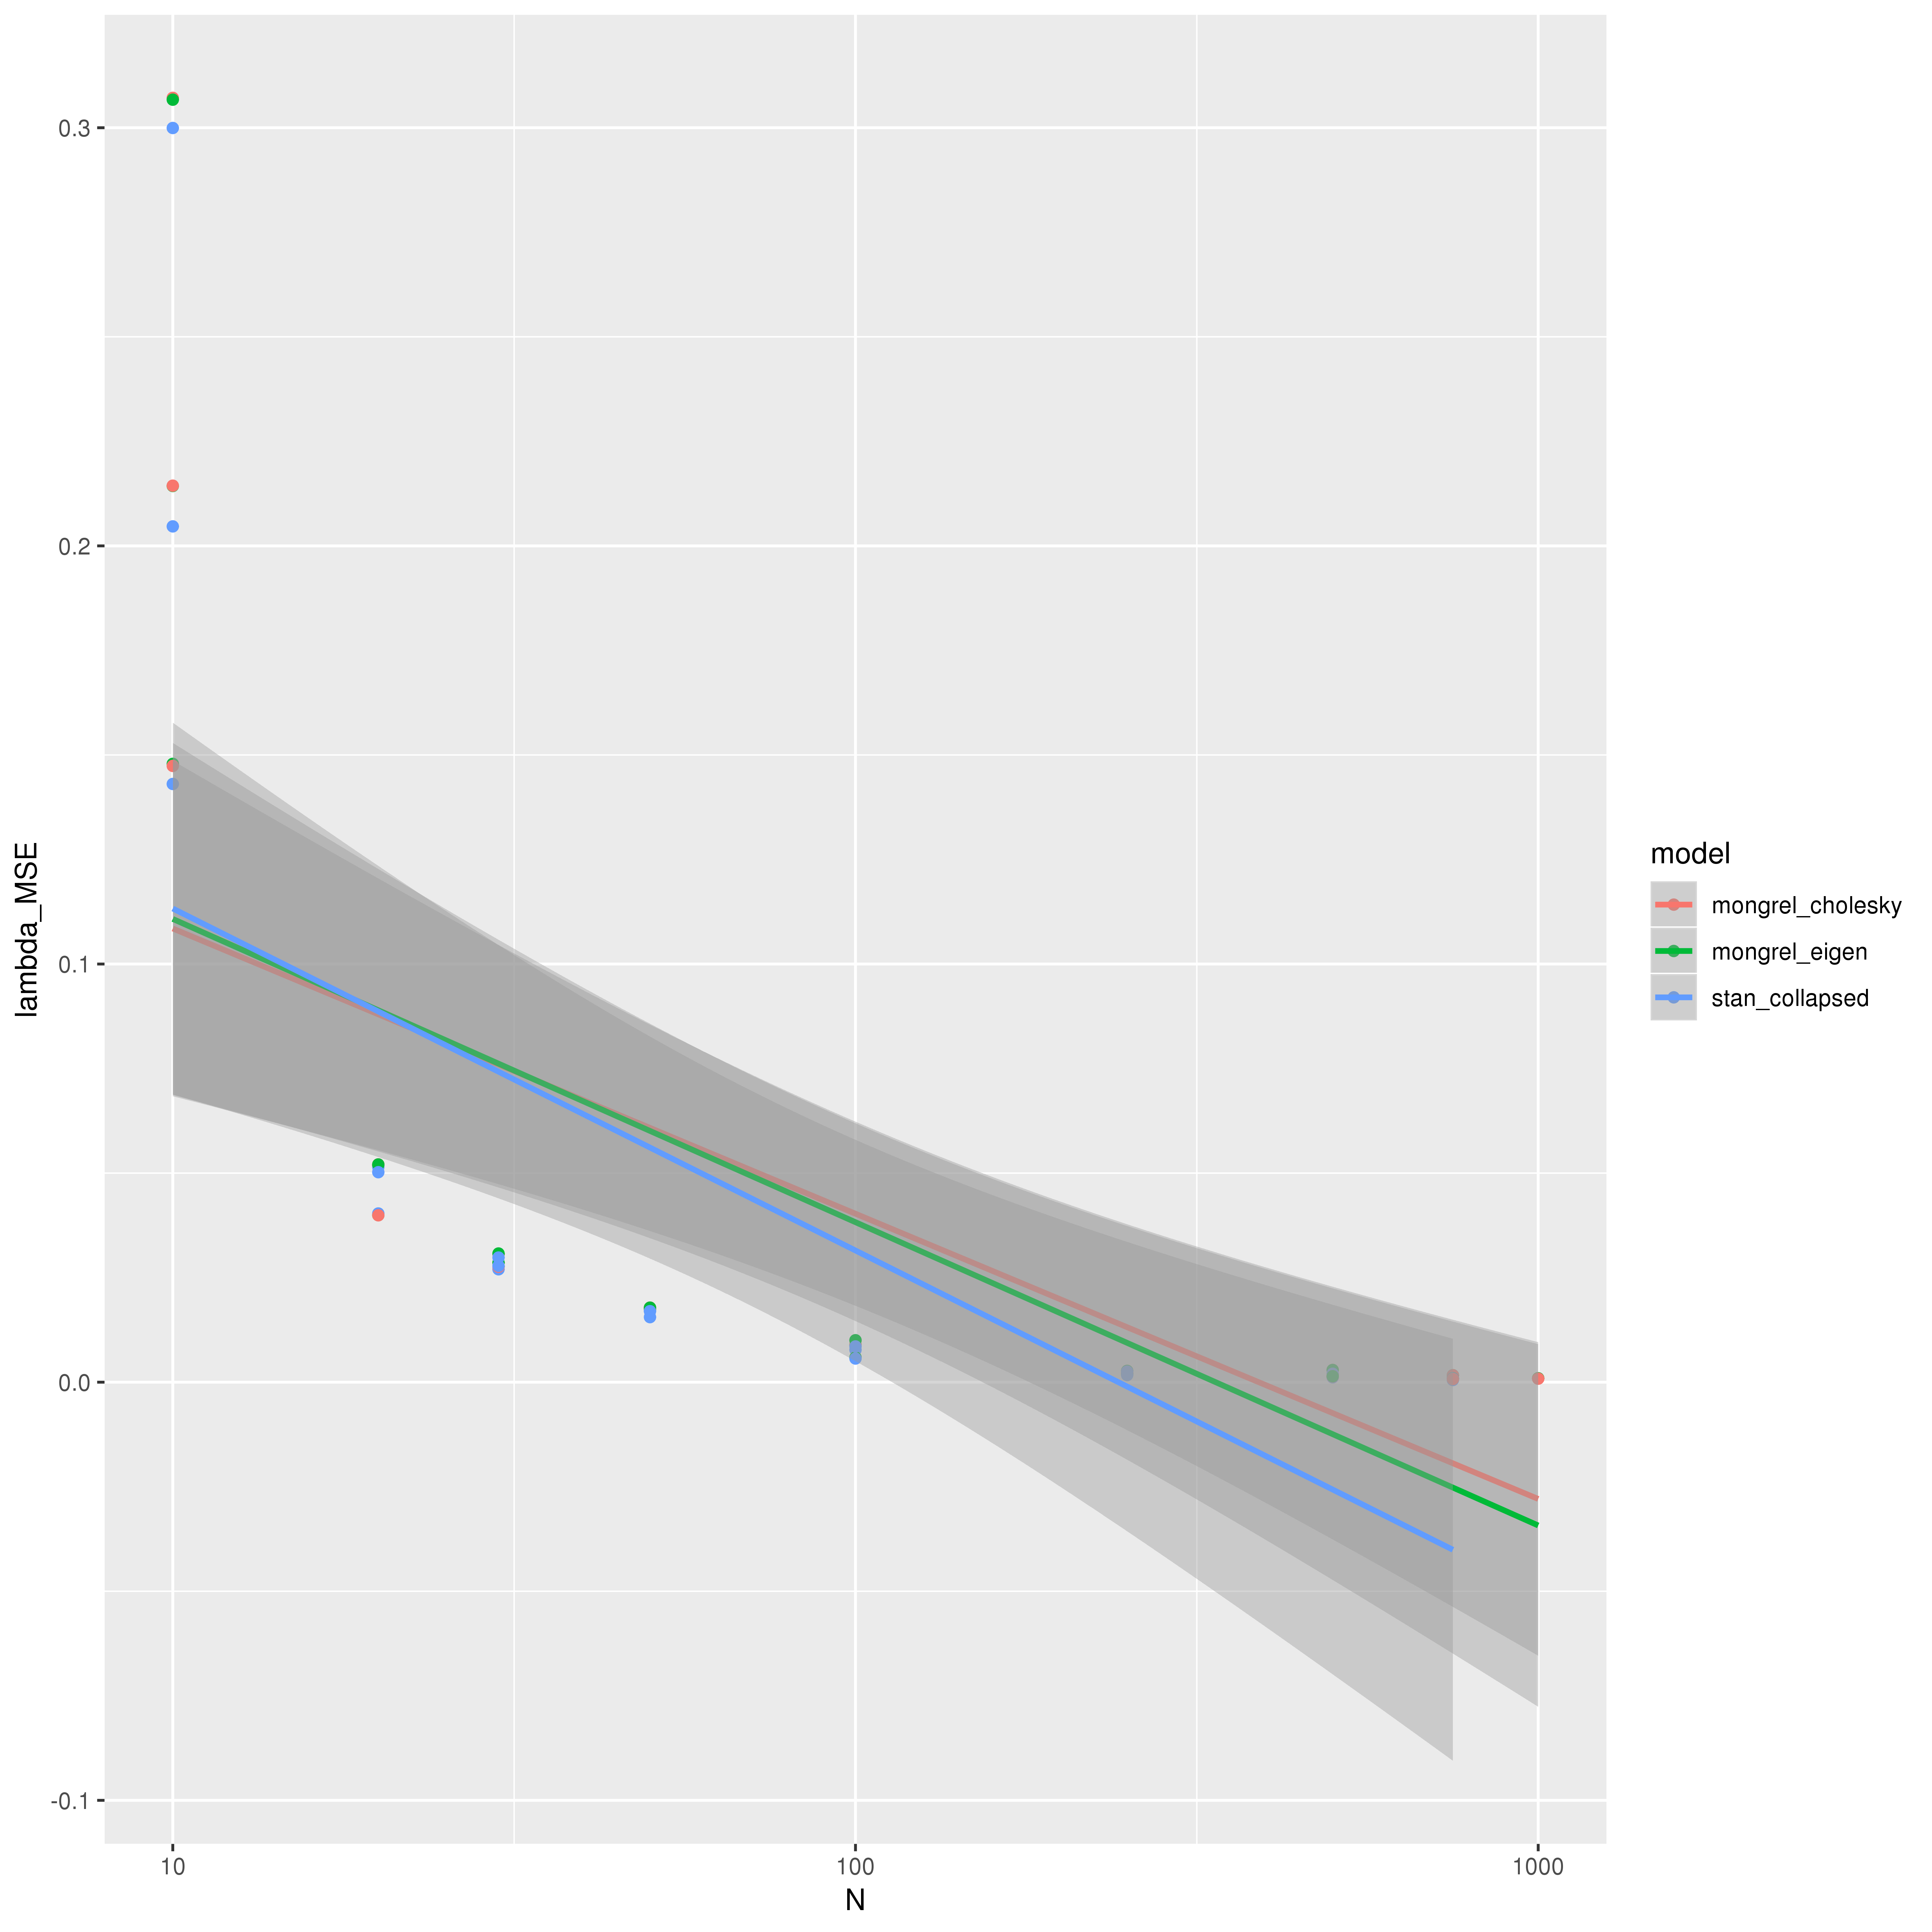 lambda_MSE
0.3
0.2
0.1
0.0
-0.1
10
100
1000
N
model
mongrel_cholesky
mongrel_eigen
stan_collapsed